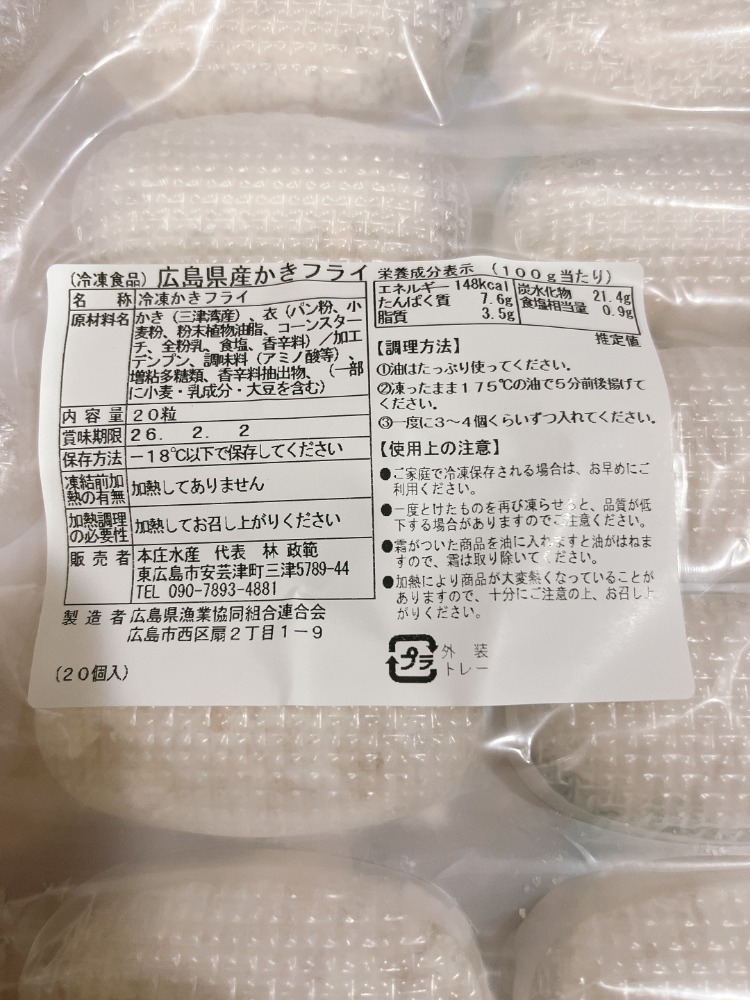 (冷凍食品) 広島県産かきフライ
名称 冷凍かきフライ
原材料名 かき（三津湾産）、衣（パン粉、小
麦粉、粉末植物油脂、コーンスター
チ、全粉乳、食塩、香辛料）／加工
デンプン、調味料（アミノ酸等）、
増粘多糖類、香辛料抽出物、（一部
に小麦・乳成分・大豆を含む）
内容量 20粒
賞味期限 26. 2. 2
保存方法 －18℃以下で保存してください
凍結前加
熱の有無 加熱してありません
加熱調理
の必要性 加熱してお召し上がりください
販売者 本庄水産 代表 林 政範
東広島市安芸津町三津5789-44
TEL 090-7893-4881
製造者 広島県漁業協同組合連合会
広島市西区扇2丁目1－9
(20個入)
栄養成分表示 （100g当たり）
エネルギー 148kcal
たんぱく質 7.6g
脂質 3.5g
炭水化物 21.4g
食塩相当量 0.9g
推定値
【調理方法】
①油はたっぷり使ってください。
②凍ったまま175℃の油で5分前後揚げて
ください。
③一度に3〜4個くらいずつ入れてください。
【使用上の注意】
●ご家庭で冷凍保存される場合は、お早めにご
利用ください。
●一度とけたものを再び凍らせると、品質が低
下する場合がありますのでご注意ください。
●霜がついた商品を油に入れますと油がはねま
すので、霜は取り除いてください。
●加熱により商品が大変熱くなっていることが
ありますので、十分にご注意の上、お召し上
がりください。
プラ
外装
トレー